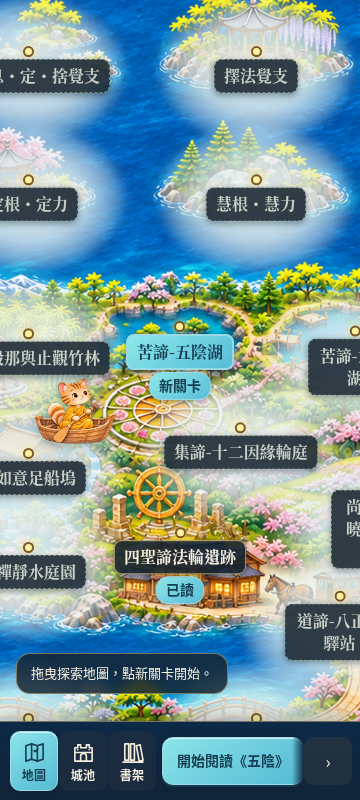 ・定・捨覺支
擇法覺支
定根・定力
慧根・慧力
那與止觀竹林
苦諦-五陰湖
新關卡
苦諦-
湖
集諦-十二因緣輪庭
如意足船塢
尚
曉
四聖諦法輪遺跡
禪靜水庭園
已讀
道諦-八正
驛站
拖曳探索地圖，點新關卡開始。
地圖
城池
書架
開始閱讀《五陰》
›